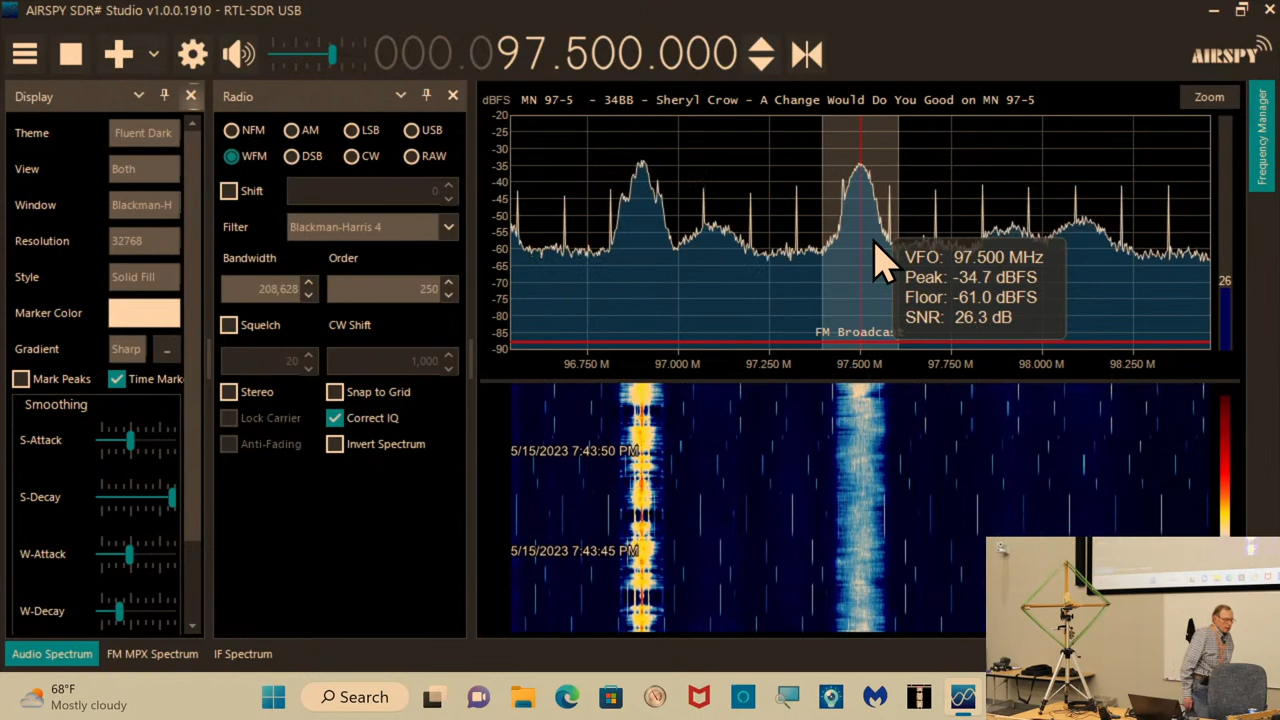 AIRSPY SDR# Studio v1.0.0.1910 - RTL-SDR USB
000.097.500.000
AIRSPY
Display
Theme Fluent Dark
View Both
Window Blackman-H
Resolution 32768
Style Solid Fill
Marker Color
Gradient Sharp
Mark Peaks Time Mark
Smoothing
S-Attack
S-Decay
W-Attack
W-Decay
Radio
NFM AM LSB USB
WFM DSB CW RAW
Shift 0
Filter Blackman-Harris 4
Bandwidth Order
208,628 250
Squelch CW Shift
20 1,000
Stereo Snap to Grid
Lock Carrier Correct IQ
Anti-Fading Invert Spectrum
dBFS MN 97-5 - 34BB - Sheryl Crow - A Change Would Do You Good on MN 97-5
Zoom
Frequency Manager
-20
-25
-30
-35
-40
-45
-50
-55
-60
-65
-70
-75
-80
-85
-90
26
VFO: 97.500 MHz
Peak: -34.7 dBFS
Floor: -61.0 dBFS
SNR: 26.3 dB
FM Broadcast
96.750 M 97.000 M 97.250 M 97.500 M 97.750 M 98.000 M 98.250 M
5/15/2023 7:43:50 PM
5/15/2023 7:43:45 PM
Audio Spectrum FM MPX Spectrum IF Spectrum
68°F
Mostly cloudy
Search